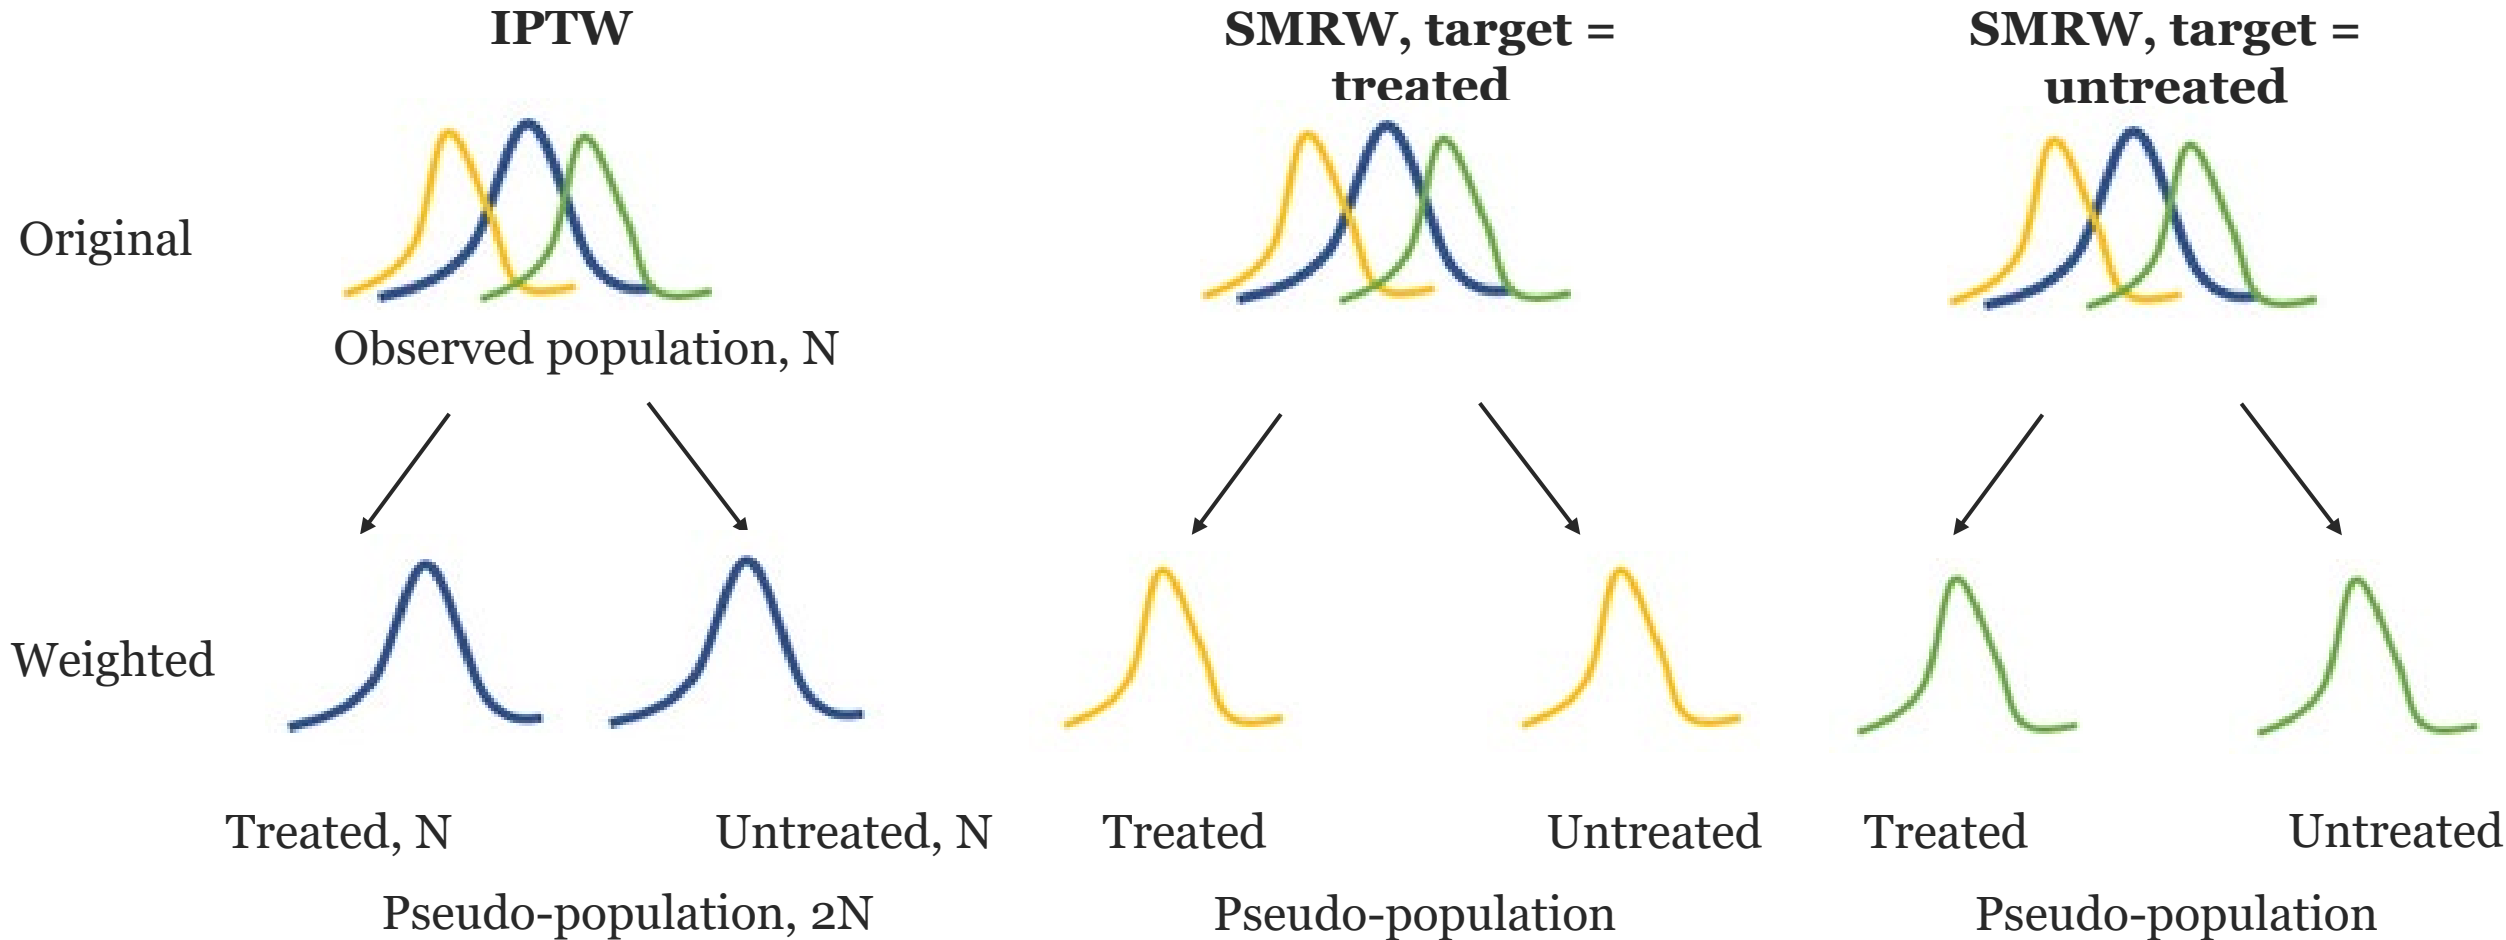 IPTW
SMRW, target =
treated
SMRW, target =
untreated
Original
Observed population, N
Weighted
Treated, N
Untreated, N
Treated
Untreated
Treated
Untreated
Pseudo-population, 2N
Pseudo-population
Pseudo-population